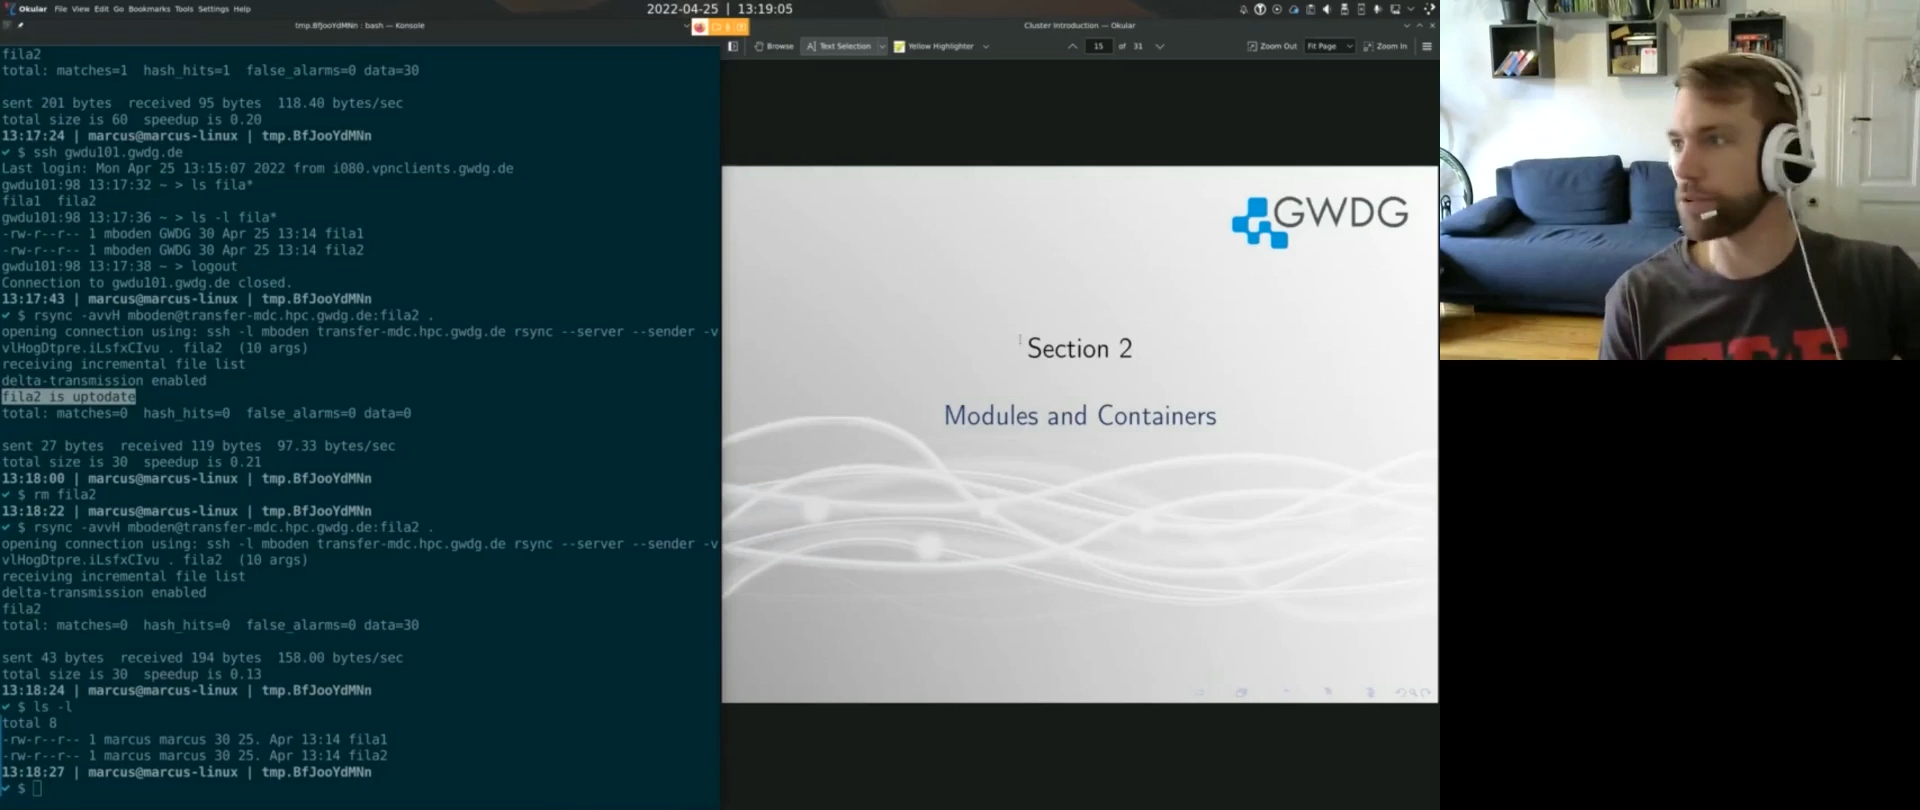 Okular File View Edit Go Bookmarks Tools Settings Help
2022-04-25 | 13:19:05
tmp.BfJooYdMNn : bash — Konsole
fila2
total: matches=1  hash_hits=1  false_alarms=0 data=30
sent 201 bytes  received 95 bytes  118.40 bytes/sec
total size is 60  speedup is 0.20
13:17:24 | marcus@marcus-linux | tmp.BfJooYdMNn
✔ $ ssh gwdu101.gwdg.de
Last login: Mon Apr 25 13:15:07 2022 from i080.vpnclients.gwdg.de
gwdu101:98 13:17:32 ~ > ls fila*
fila1  fila2
gwdu101:98 13:17:36 ~ > ls -l fila*
-rw-r--r-- 1 mboden GWDG 30 Apr 25 13:14 fila1
-rw-r--r-- 1 mboden GWDG 30 Apr 25 13:14 fila2
gwdu101:98 13:17:38 ~ > logout
Connection to gwdu101.gwdg.de closed.
13:17:43 | marcus@marcus-linux | tmp.BfJooYdMNn
✔ $ rsync -avvH mboden@transfer-mdc.hpc.gwdg.de:fila2 .
opening connection using: ssh -l mboden transfer-mdc.hpc.gwdg.de rsync --server --sender -v
vlHogDtpre.iLsfxCIvu . fila2  (10 args)
receiving incremental file list
delta-transmission enabled
fila2 is uptodate
total: matches=0  hash_hits=0  false_alarms=0 data=0
sent 27 bytes  received 119 bytes  97.33 bytes/sec
total size is 30  speedup is 0.21
13:18:00 | marcus@marcus-linux | tmp.BfJooYdMNn
✔ $ rm fila2
13:18:22 | marcus@marcus-linux | tmp.BfJooYdMNn
✔ $ rsync -avvH mboden@transfer-mdc.hpc.gwdg.de:fila2 .
opening connection using: ssh -l mboden transfer-mdc.hpc.gwdg.de rsync --server --sender -v
vlHogDtpre.iLsfxCIvu . fila2  (10 args)
receiving incremental file list
delta-transmission enabled
fila2
total: matches=0  hash_hits=0  false_alarms=0 data=30
sent 43 bytes  received 194 bytes  158.00 bytes/sec
total size is 30  speedup is 0.13
13:18:24 | marcus@marcus-linux | tmp.BfJooYdMNn
✔ $ ls -l
total 8
-rw-r--r-- 1 marcus marcus 30 25. Apr 13:14 fila1
-rw-r--r-- 1 marcus marcus 30 25. Apr 13:14 fila2
13:18:27 | marcus@marcus-linux | tmp.BfJooYdMNn
✔ $
Cluster Introduction — Okular
Browse Text Selection Yellow Highlighter 15 of 31 Zoom Out Fit Page Zoom In
GWDG
Section 2
Modules and Containers